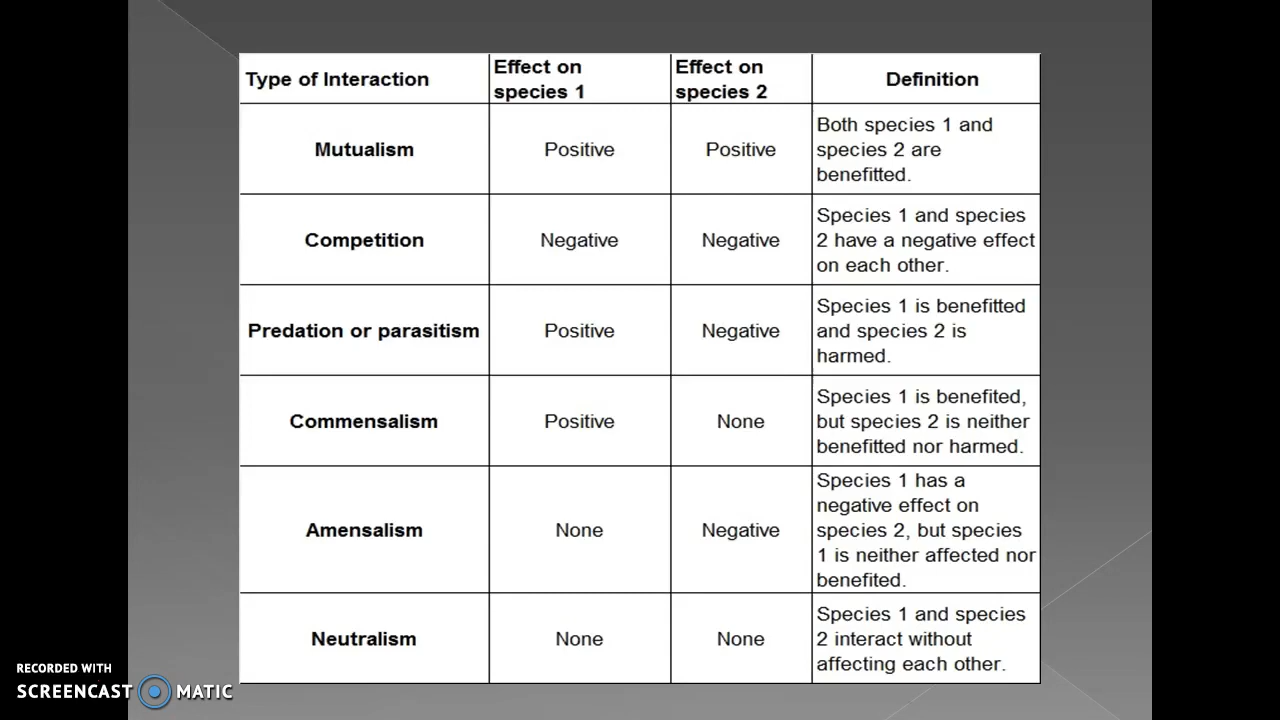 Type of Interaction
Effect on
species 1
Effect on
species 2
Definition
Mutualism
Positive
Positive
Both species 1 and
species 2 are
benefitted.
Competition
Negative
Negative
Species 1 and species
2 have a negative effect
on each other.
Predation or parasitism
Positive
Negative
Species 1 is benefitted
and species 2 is
harmed.
Commensalism
Positive
None
Species 1 is benefited,
but species 2 is neither
benefitted nor harmed.
Amensalism
None
Negative
Species 1 has a
negative effect on
species 2, but species
1 is neither affected nor
benefited.
Neutralism
None
None
Species 1 and species
2 interact without
affecting each other.
RECORDED WITH
SCREENCAST MATIC